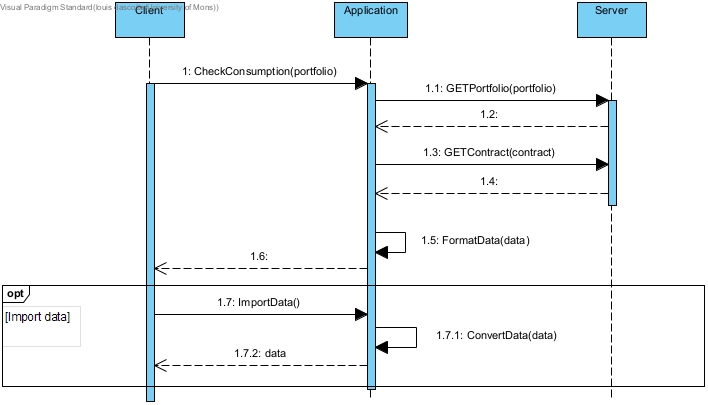 Visual Paradigm Standard(louis dascotte(University of Mons))
Client
Application
Server
1: CheckConsumption(portfolio)
1.1: GETPortfolio(portfolio)
1.2:
1.3: GETContract(contract)
1.4:
1.5: FormatData(data)
1.6:
opt
[Import data]
1.7: ImportData()
1.7.1: ConvertData(data)
1.7.2: data